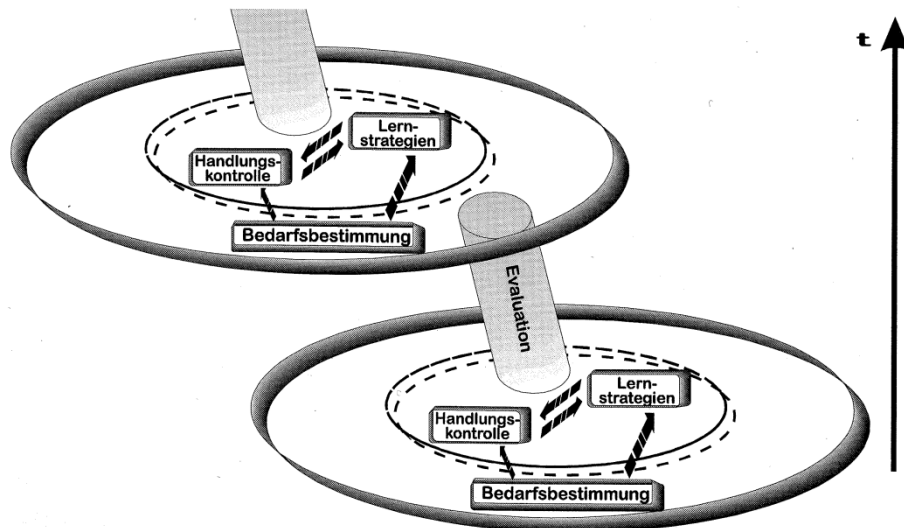 t
Lern-
strategien
Handlungs-
kontrolle
Bedarfsbestimmung
Evaluation
Lern-
strategien
Handlungs-
kontrolle
Bedarfsbestimmung